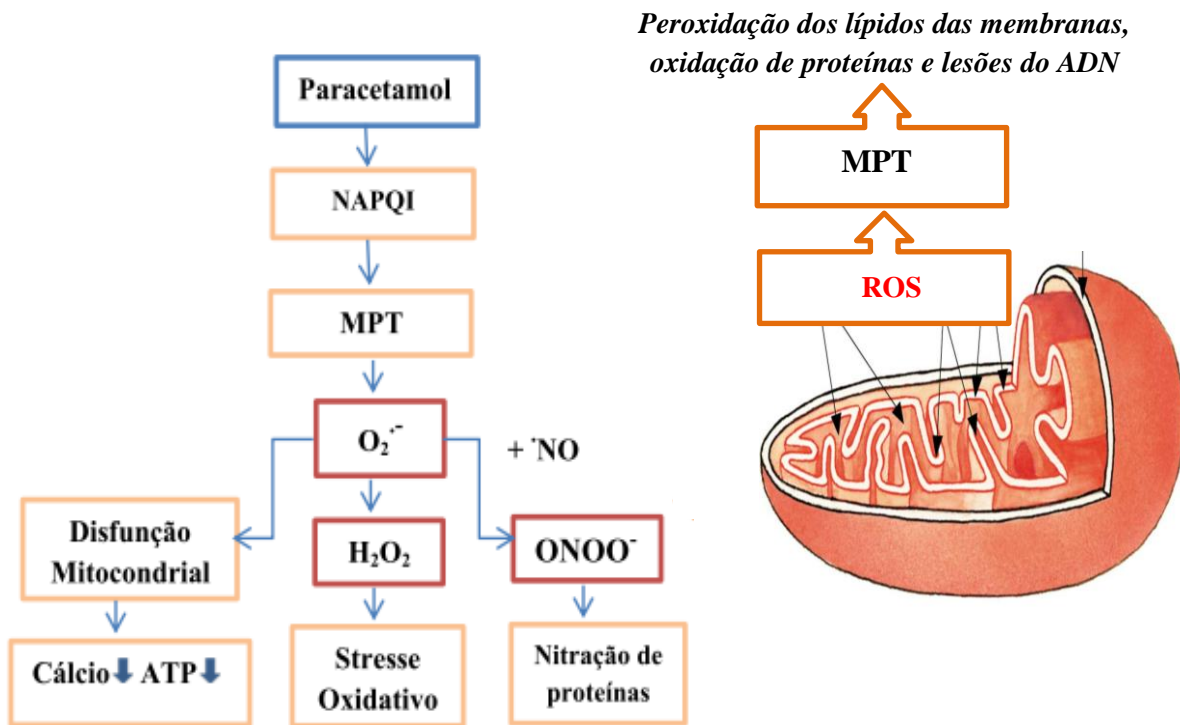 Peroxidação dos lípidos das membranas,
oxidação de proteínas e lesões do ADN
MPT
ROS
Paracetamol
NAPQI
MPT
O₂˙⁻
+ ˙NO
Disfunção
Mitocondrial
H₂O₂
ONOO⁻
Cálcio⬇ ATP⬇
Stresse
Oxidativo
Nitração de
proteínas